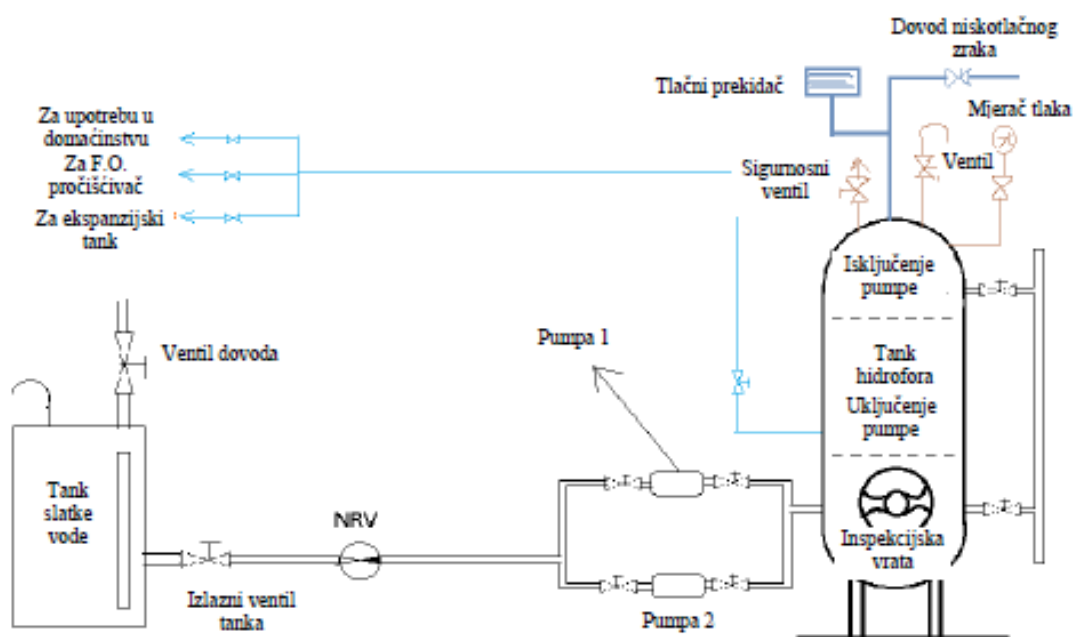 Dovod niskotlačnog
zraka
Tlačni prekidač
Mjerač tlaka
Za upotrebu u
domaćinstvu
Za F.O.
pročišćivač
Za ekspanzijski
tank
Sigurnosni
ventil
Ventil
Isključenje
pumpe
Tank
hidrofora
Uključenje
pumpe
Inspekcijska
vrata
Pumpa 1
Ventil dovoda
Tank
slatke
vode
NRV
Izlazni ventil
tanka
Pumpa 2